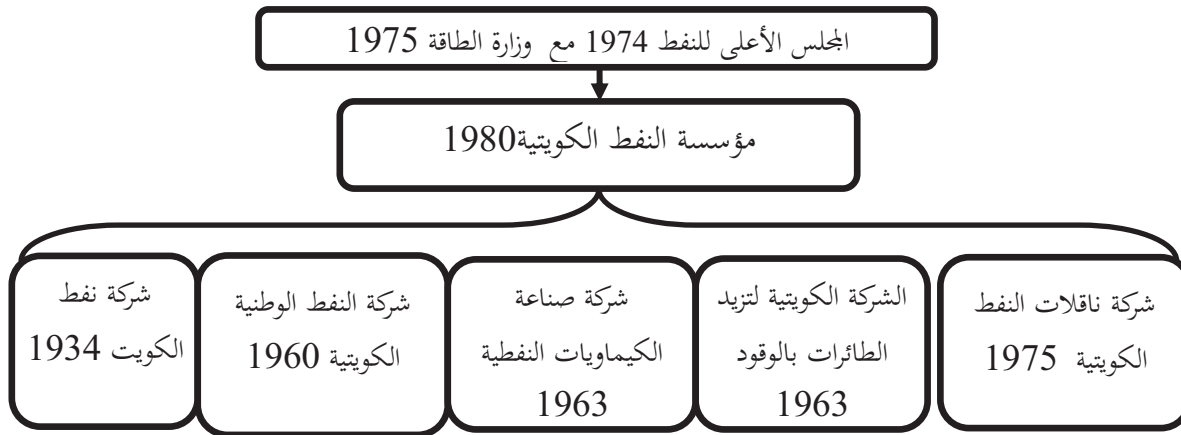 المجلس الأعلى للنفط 1974 مع وزارة الطاقة 1975
مؤسسة النفط الكويتية1980
شركة ناقلات النفط
الكويتية 1975
الشركة الكويتية لتزيد
الطائرات بالوقود
1963
شركة صناعة
الكيماويات النفطية
1963
شركة النفط الوطنية
الكويتية 1960
شركة نفط
الكويت 1934